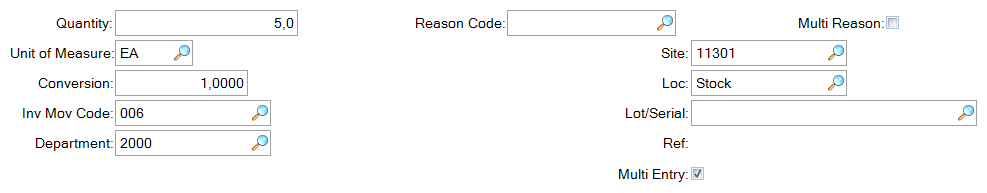 Quantity: 5,0 Reason Code: Multi Reason:
Unit of Measure: EA Site: 11301
Conversion: 1,0000 Loc: Stock
Inv Mov Code: 006 Lot/Serial:
Department: 2000 Ref:
Multi Entry: